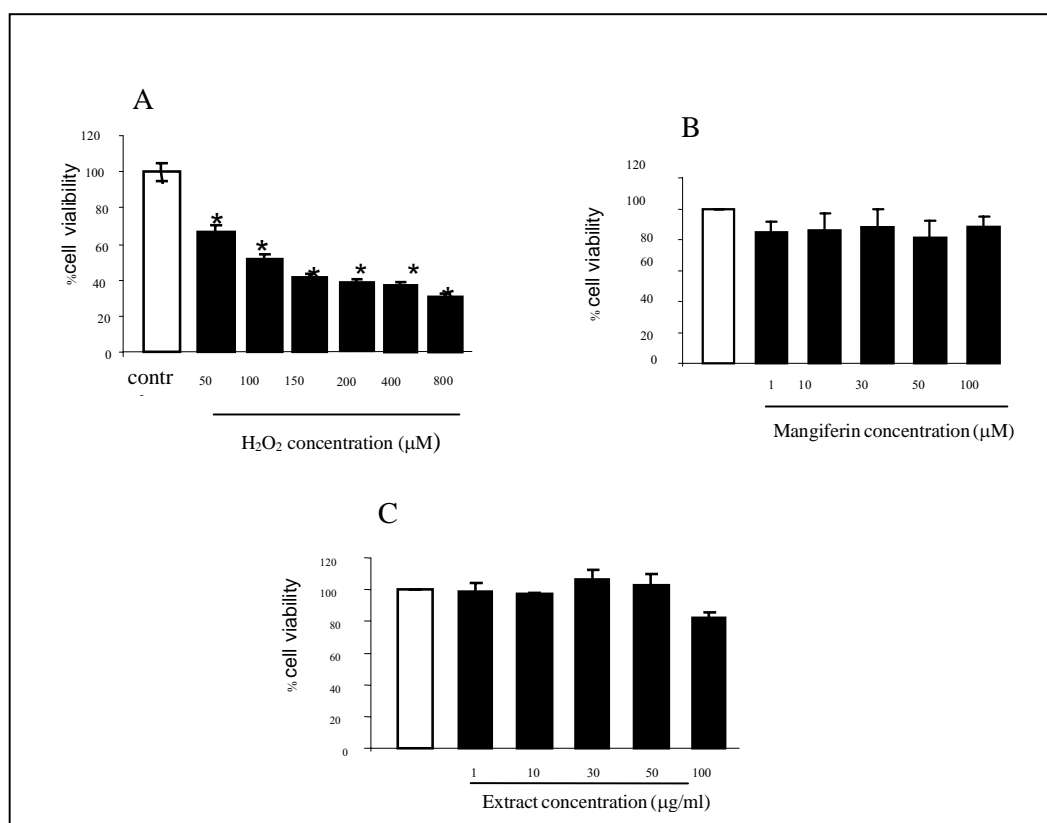 A
120
100
80
60
40
20
0
%cell vialibility
*
*
*
*
*
*
contr
50 100 150 200 400 800
H₂O₂ concentration (μM)
B
120
100
80
60
40
20
0
% cell viability
1 10 30 50 100
Mangiferin concentration (μM)
C
120
100
80
60
40
20
0
% cell viability
1 10 30 50 100
Extract concentration (μg/ml)